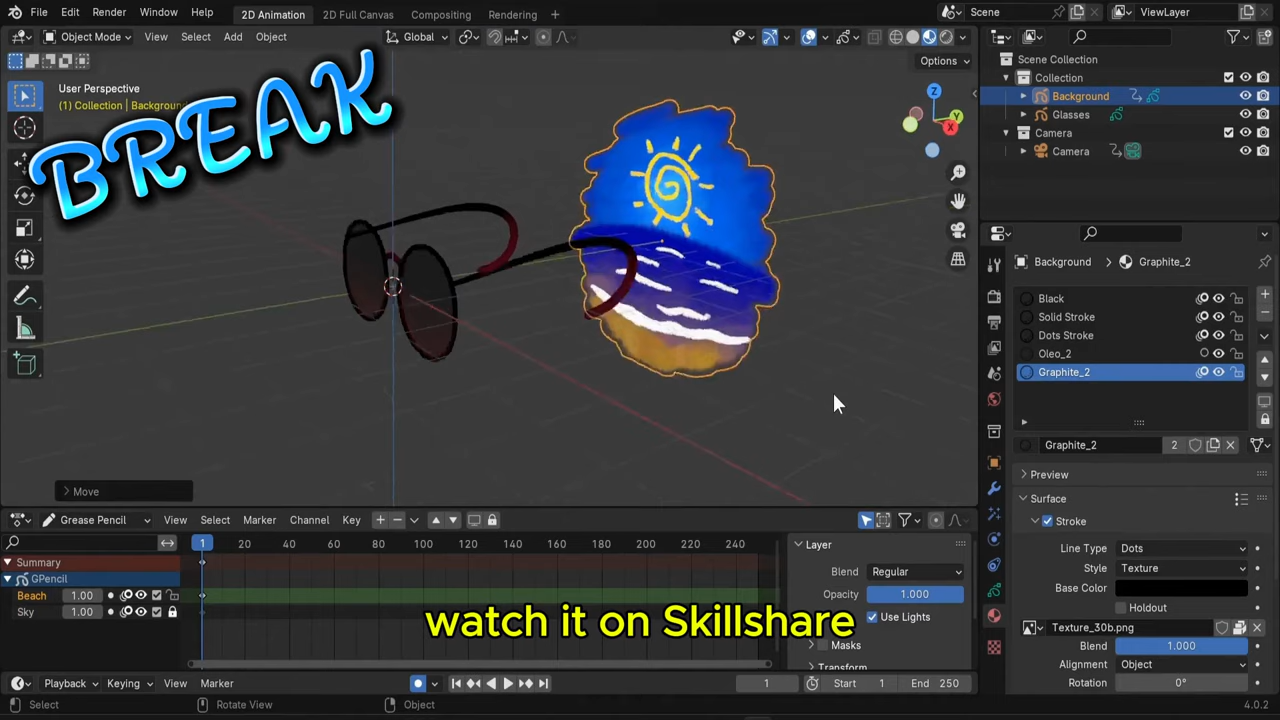 File Edit Render Window Help 2D Animation 2D Full Canvas Compositing Rendering + Scene ViewLayer
Object Mode View Select Add Object Global
Options
User Perspective
(1) Collection | Background
BREAK
Z
Y
X
Move
Scene Collection
Collection
Background
Glasses
Camera
Camera
Background > Graphite_2
Black
Solid Stroke
Dots Stroke
Oleo_2
Graphite_2
Graphite_2 2
Preview
Surface
Stroke
Line Type Dots
Style Texture
Base Color
Holdout
Texture_30b.png
Blend 1.000
Alignment Object
Rotation 0°
Grease Pencil View Select Marker Channel Key
1 20 40 60 80 100 120 140 160 180 200 220 240
Summary
GPencil
Beach 1.00
Sky 1.00
Layer
Blend Regular
Opacity 1.000
Use Lights
Masks
Transform
watch it on Skillshare
Playback Keying View Marker 1 Start 1 End 250
Select Rotate View Object 4.0.2